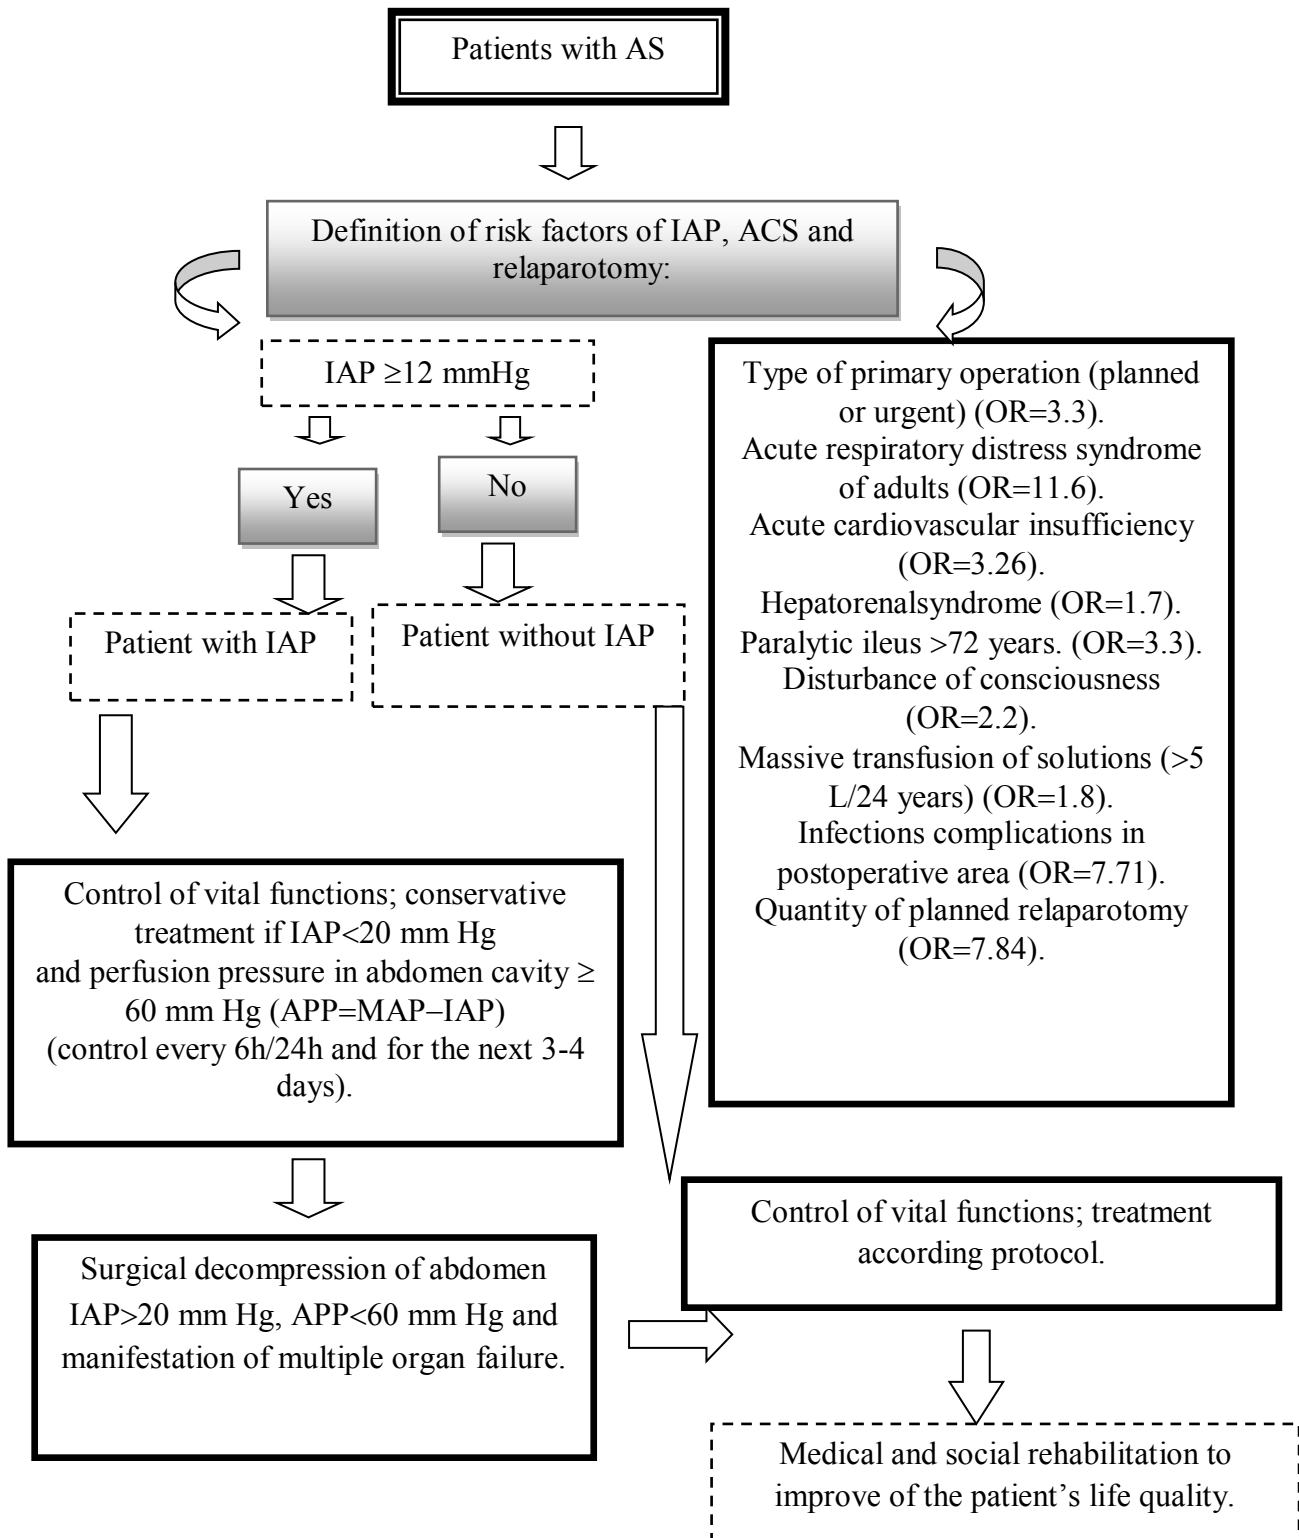 Patients with AS
Definition of risk factors of IAP, ACS and
relaparotomy:
IAP ≥12 mmHg
Yes
No
Patient with IAP
Patient without IAP
Type of primary operation (planned
or urgent) (OR=3.3).
Acute respiratory distress syndrome
of adults (OR=11.6).
Acute cardiovascular insufficiency
(OR=3.26).
Hepatorenalsyndrome (OR=1.7).
Paralytic ileus >72 years. (OR=3.3).
Disturbance of consciousness
(OR=2.2).
Massive transfusion of solutions (>5
L/24 years) (OR=1.8).
Infections complications in
postoperative area (OR=7.71).
Quantity of planned relaparotomy
(OR=7.84).
Control of vital functions; conservative
treatment if IAP<20 mm Hg
and perfusion pressure in abdomen cavity ≥
60 mm Hg (APP=MAP–IAP)
(control every 6h/24h and for the next 3-4
days).
Surgical decompression of abdomen
IAP>20 mm Hg, APP<60 mm Hg and
manifestation of multiple organ failure.
Control of vital functions; treatment
according protocol.
Medical and social rehabilitation to
improve of the patient’s life quality.